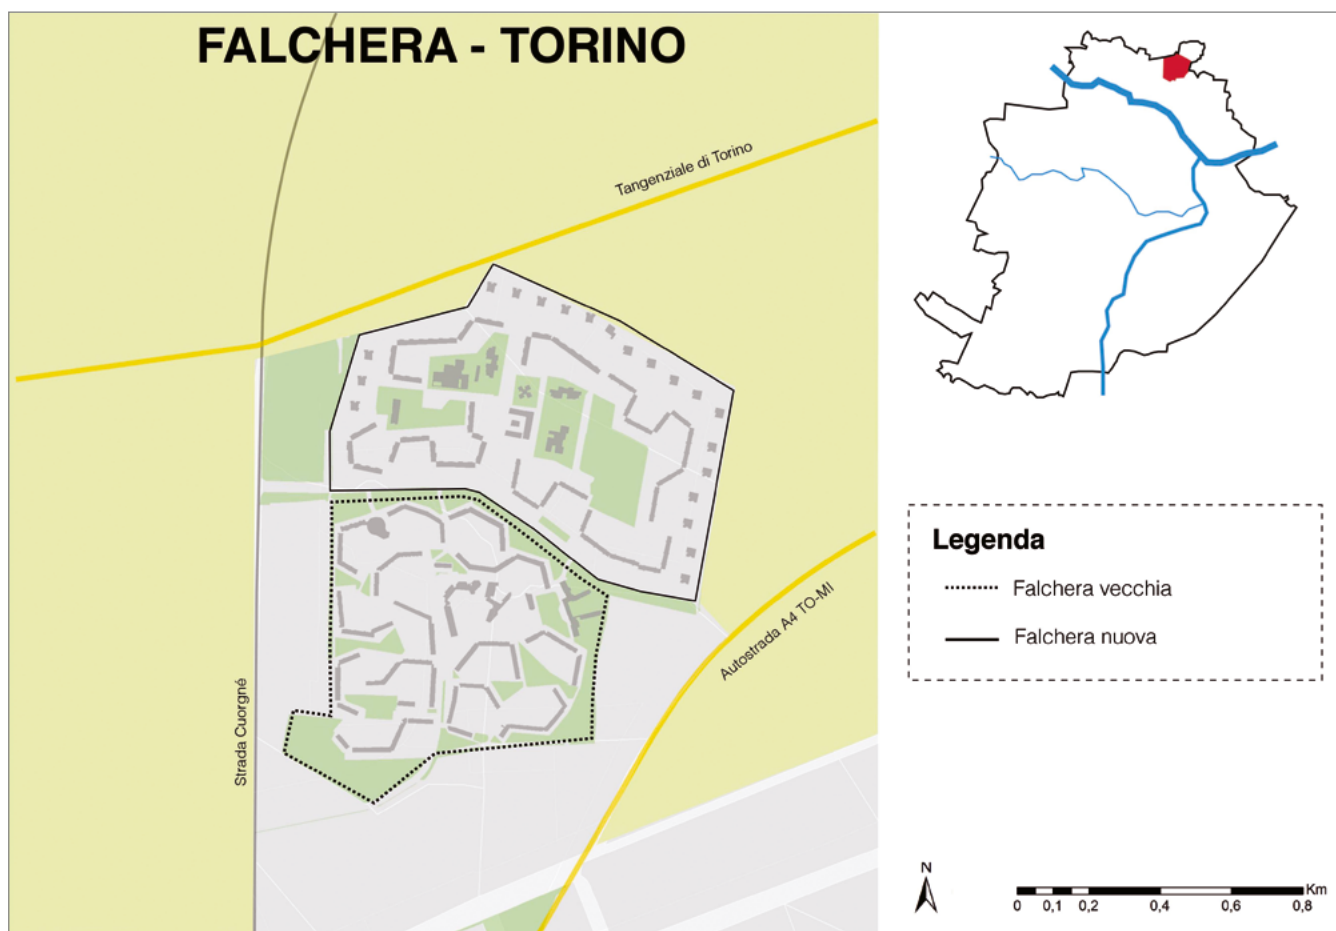 FALCHERA - TORINO
Tangenziale di Torino
Autostrada A4 TO-MI
Strada Cuorgné
Legenda
Falchera vecchia
Falchera nuova
N
Km
0 0,1 0,2 0,4 0,6 0,8